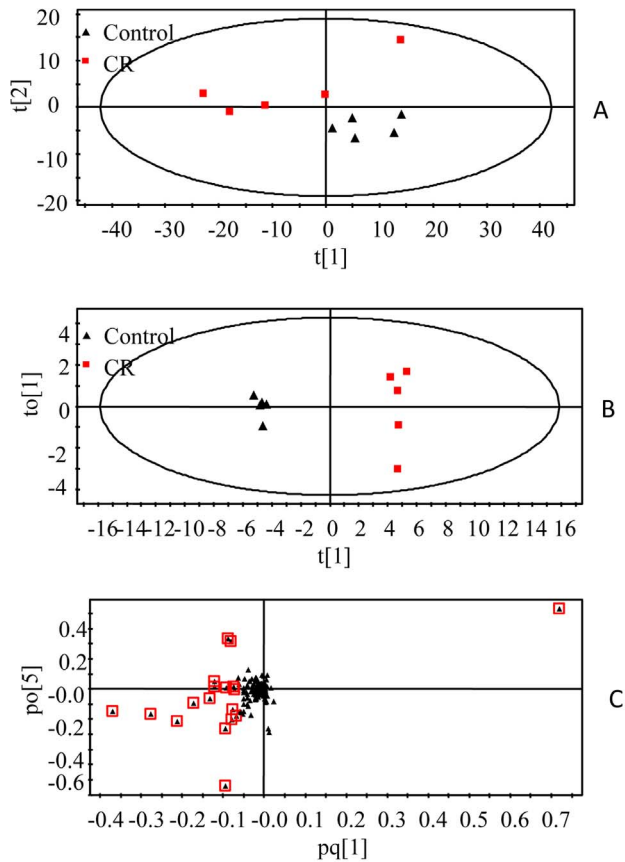 20
10
0
-10
-20
t[2]
Control
CR
-40 -30 -20 -10 0 10 20 30 40
t[1]
A
4
2
0
-2
-4
to[1]
Control
CR
-16 -14 -12 -10 -8 -6 -4 -2 0 2 4 6 8 10 12 14 16
t[1]
B
0.4
0.2
-0.0
-0.2
-0.4
-0.6
po[5]
-0.4 -0.3 -0.2 -0.1 -0.0 0.1 0.2 0.3 0.4 0.5 0.6 0.7
pq[1]
C